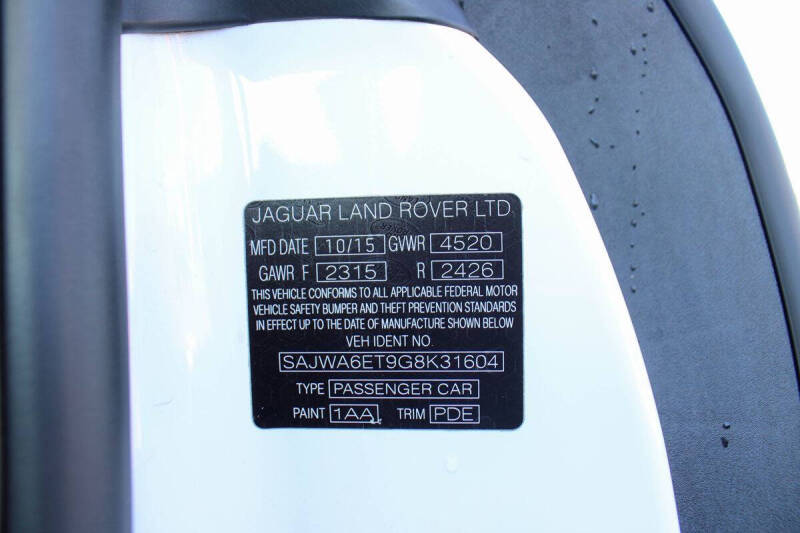 JAGUAR LAND ROVER LTD
MFD DATE 10/15 GVWR 4520
GAWR F 2315 R 2426
THIS VEHICLE CONFORMS TO ALL APPLICABLE FEDERAL MOTOR
VEHICLE SAFETY BUMPER AND THEFT PREVENTION STANDARDS
IN EFFECT UP TO THE DATE OF MANUFACTURE SHOWN BELOW
VEH IDENT NO.
SAJWA6ET9G8K31604
TYPE PASSENGER CAR
PAINT 1AA TRIM PDE